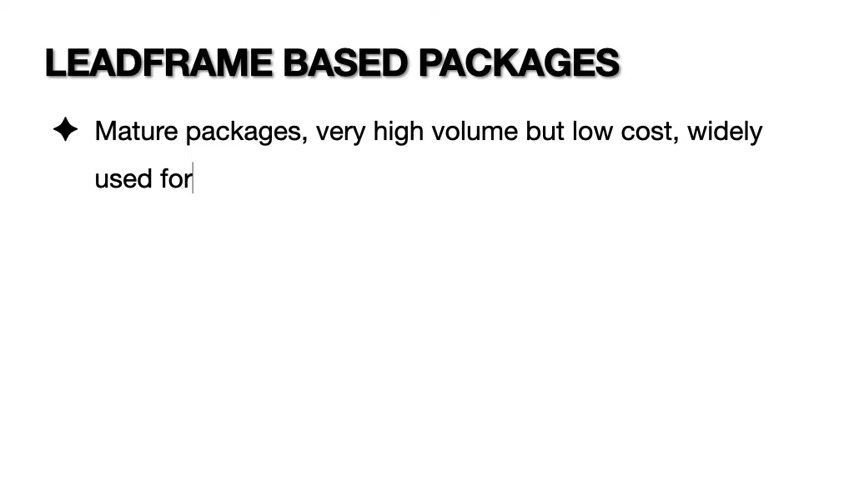 LEADFRAME BASED PACKAGES
Mature packages, very high volume but low cost, widely
used for